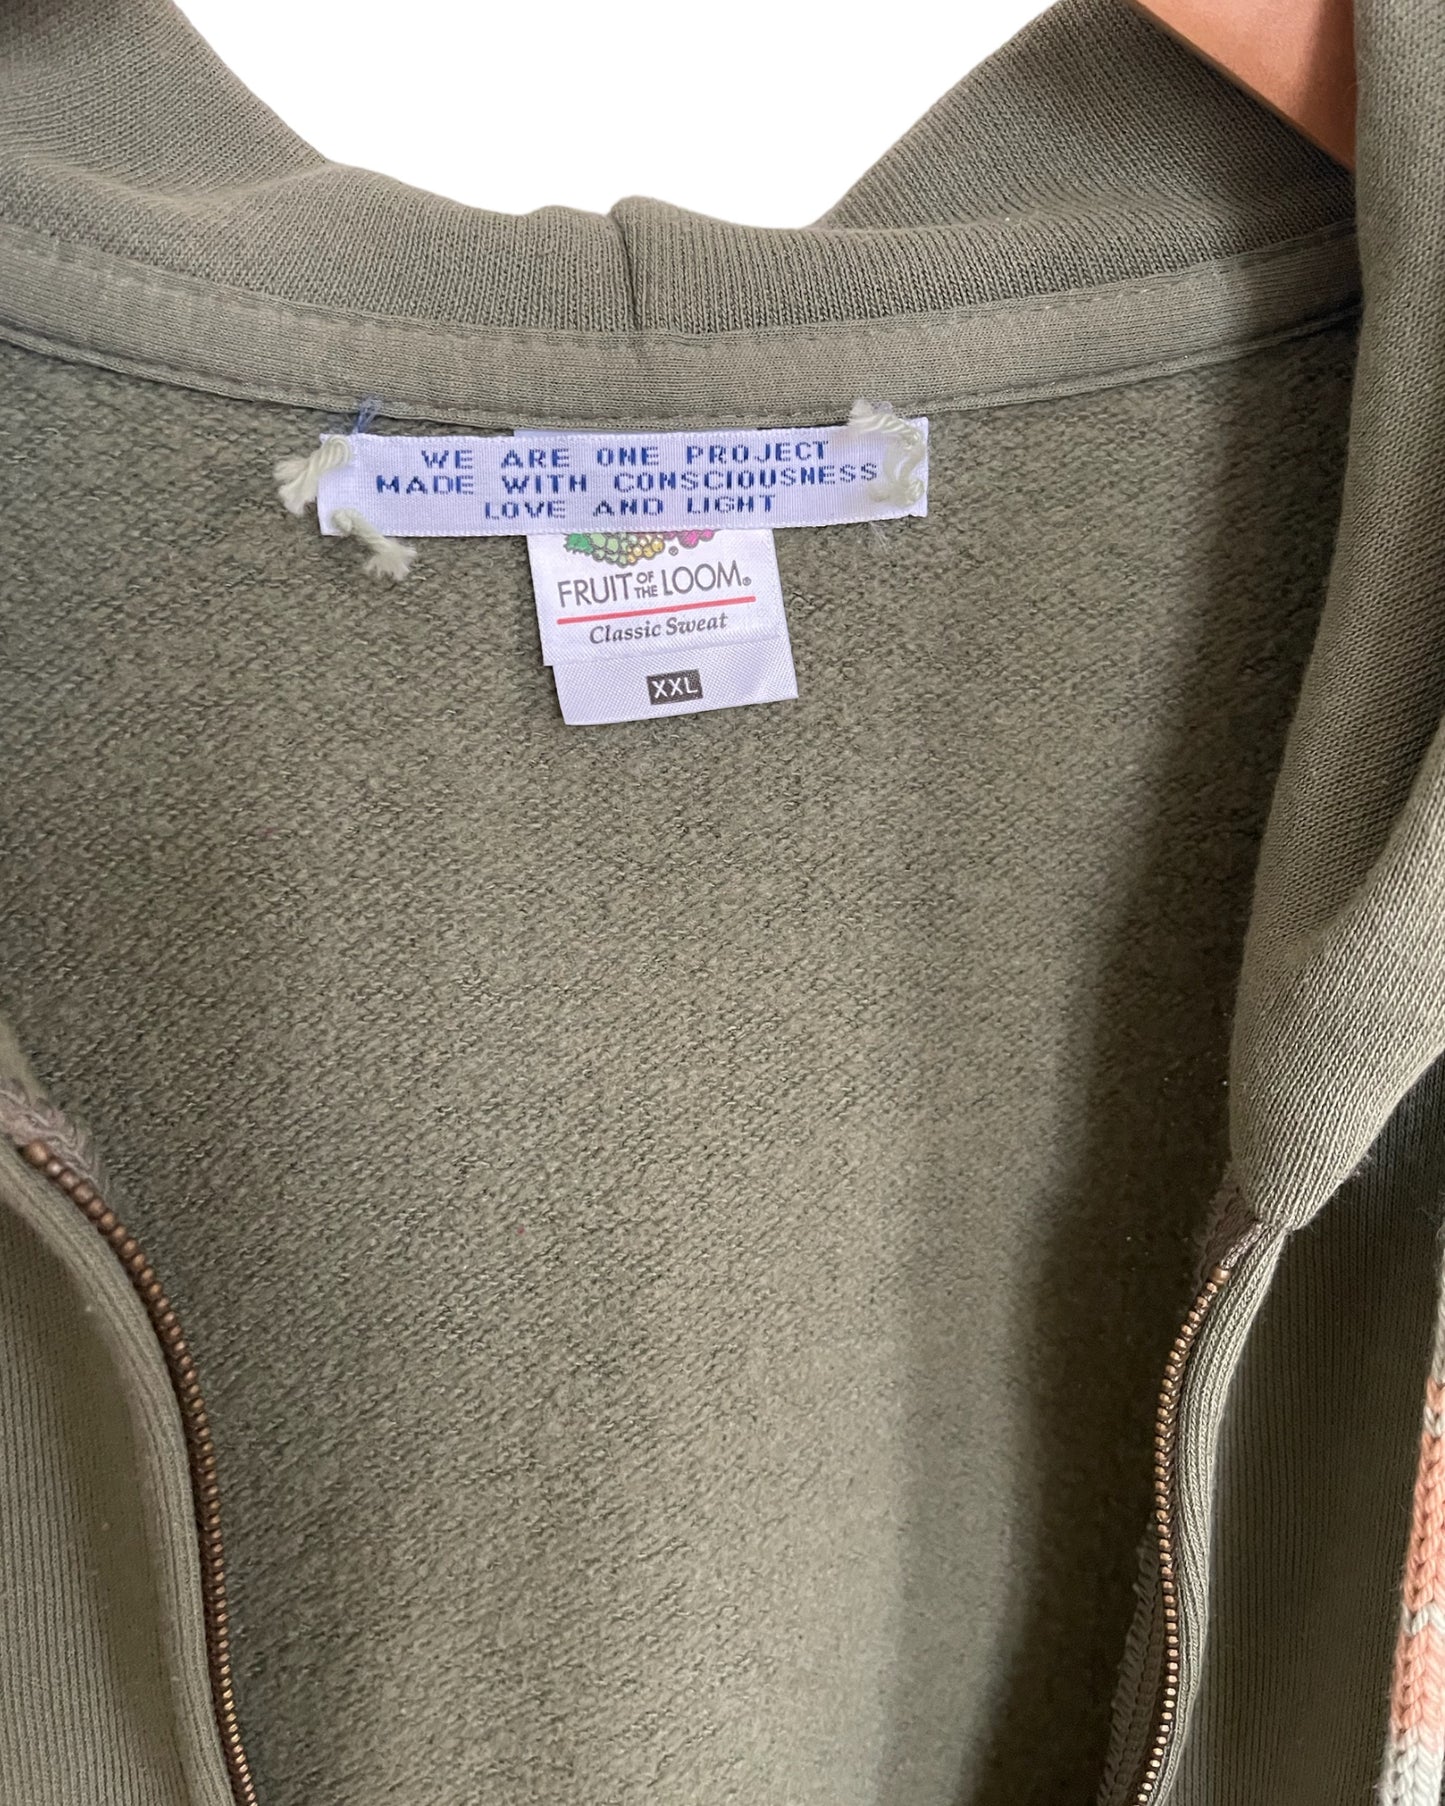 WE ARE ONE PROJECT
MADE WITH CONSCIOUSNESS
LOVE AND LIGHT
FRUIT OF THE LOOM®
Classic Sweat
XXL